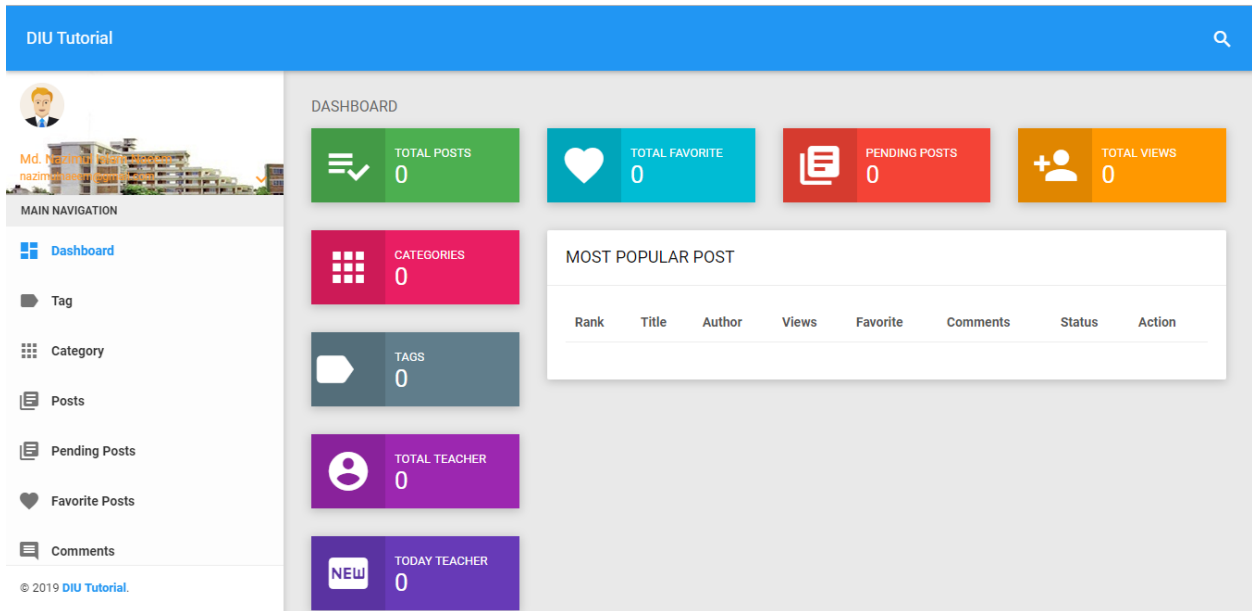 DIU Tutorial
Md.
MAIN NAVIGATION
Dashboard
Tag
Category
Posts
Pending Posts
Favorite Posts
Comments
© 2019 DIU Tutorial.
DASHBOARD
TOTAL POSTS
0
TOTAL FAVORITE
0
PENDING POSTS
0
TOTAL VIEWS
0
CATEGORIES
0
TAGS
0
TOTAL TEACHER
0
NEW
TODAY TEACHER
0
MOST POPULAR POST
Rank Title Author Views Favorite Comments Status Action